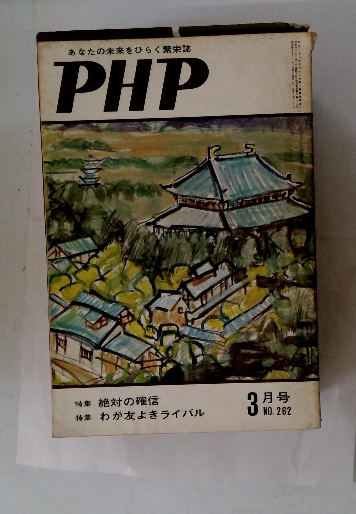 あなたの未来をひらく繁栄誌
PHP
特集 絶対の確信
特集 わが友よきライバル
3月号
NO.262